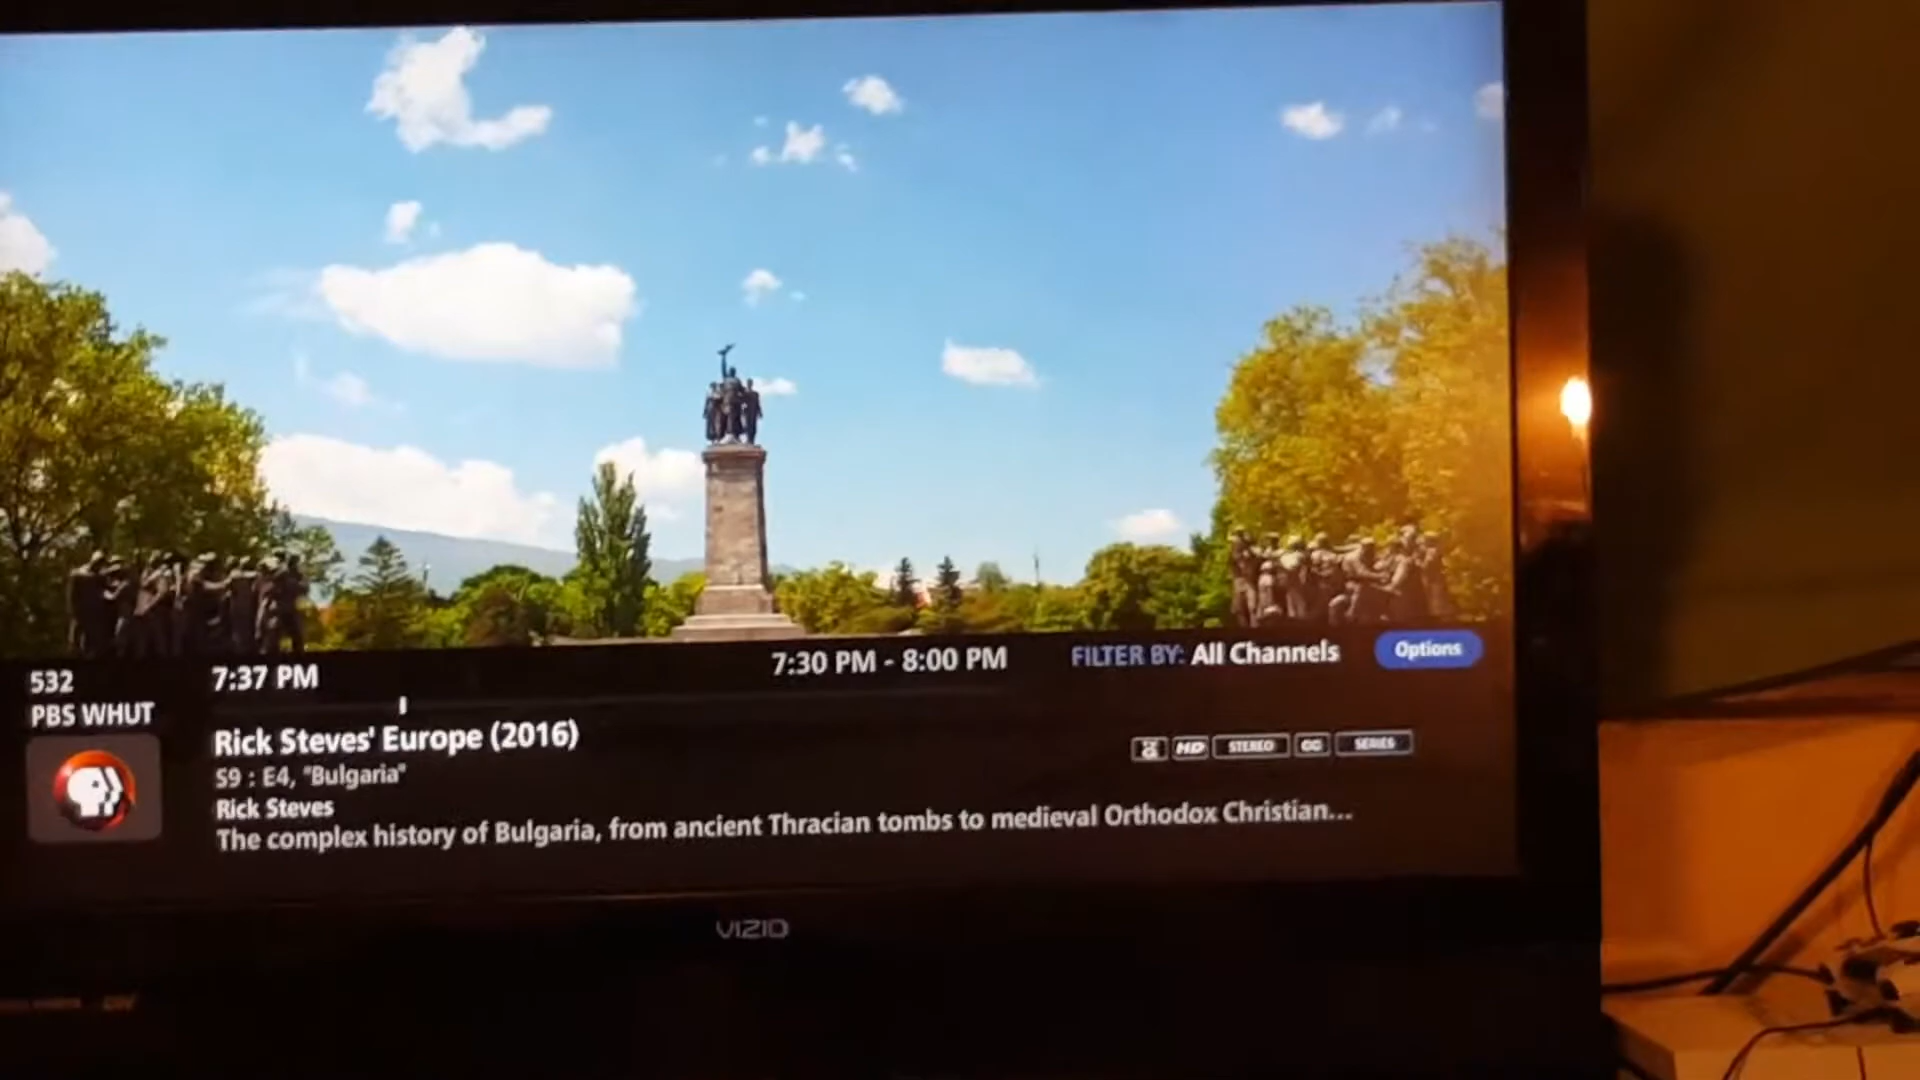 532
7:37 PM
7:30 PM - 8:00 PM
FILTER BY: All Channels
Options
PBS WHUT
Rick Steves' Europe (2016)
HD
STEREO
CC
SERIES
S9 : E4, "Bulgaria"
Rick Steves
The complex history of Bulgaria, from ancient Thracian tombs to medieval Orthodox Christian...
VIZIO